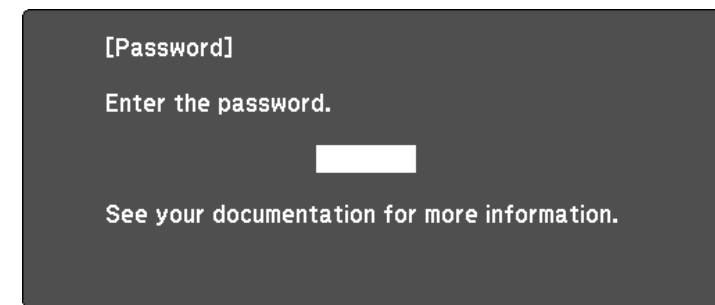 [Password]
Enter the password.
See your documentation for more information.